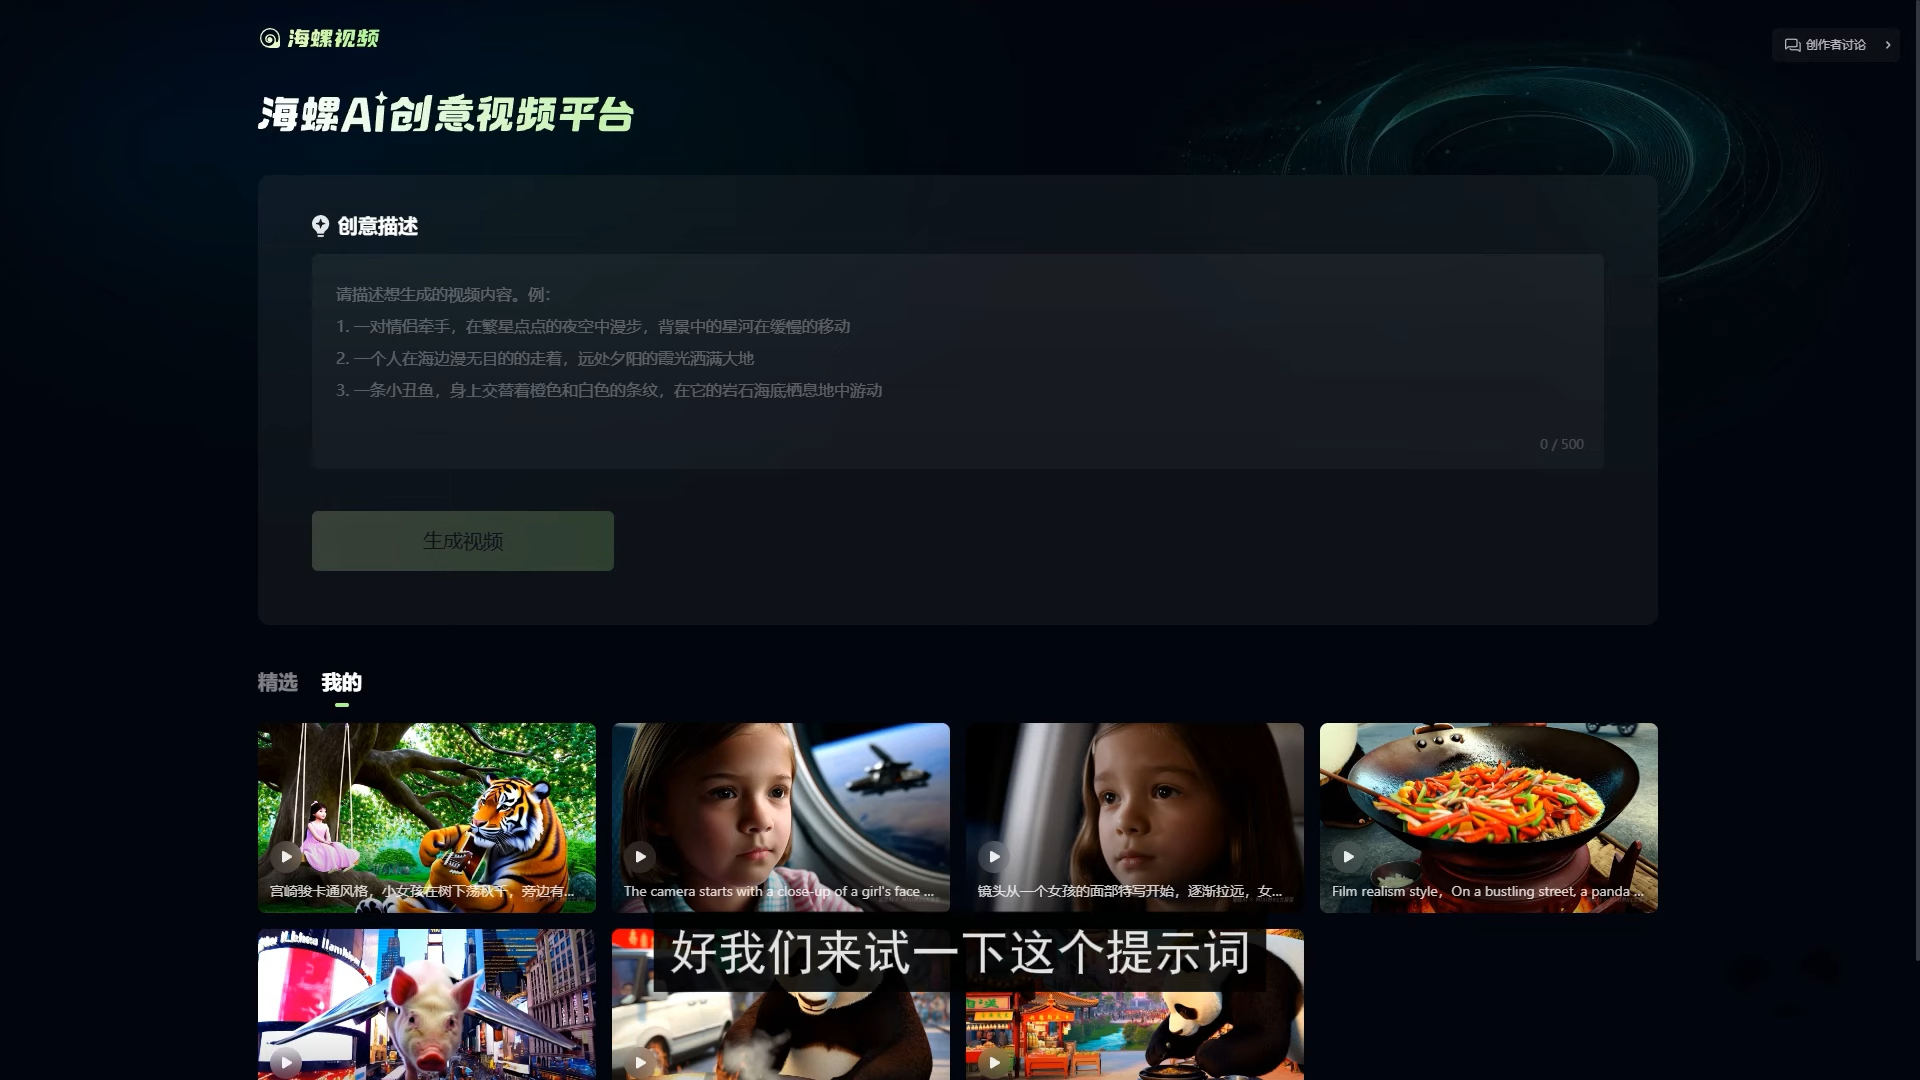 海螺视频
创作者讨论
海螺Ai创意视频平台
创意描述
请描述想生成的视频内容。例：
1. 一对情侣牵手，在繁星点点的夜空中漫步，背景中的星河在缓慢的移动
2. 一个人在海边漫无目的的走着，远处夕阳的霞光洒满大地
3. 一条小丑鱼，身上交替着橙色和白色的条纹，在它的岩石海底栖息地中游动
0 / 500
生成视频
精选 我的
宫崎骏卡通风格，小女孩在树下荡秋千，旁边有...
The camera starts with a close-up of a girl's face ...
镜头从一个女孩的面部特写开始，逐渐拉远，女...
Film realism style，On a bustling street, a panda ...
好我们来试一下这个提示词